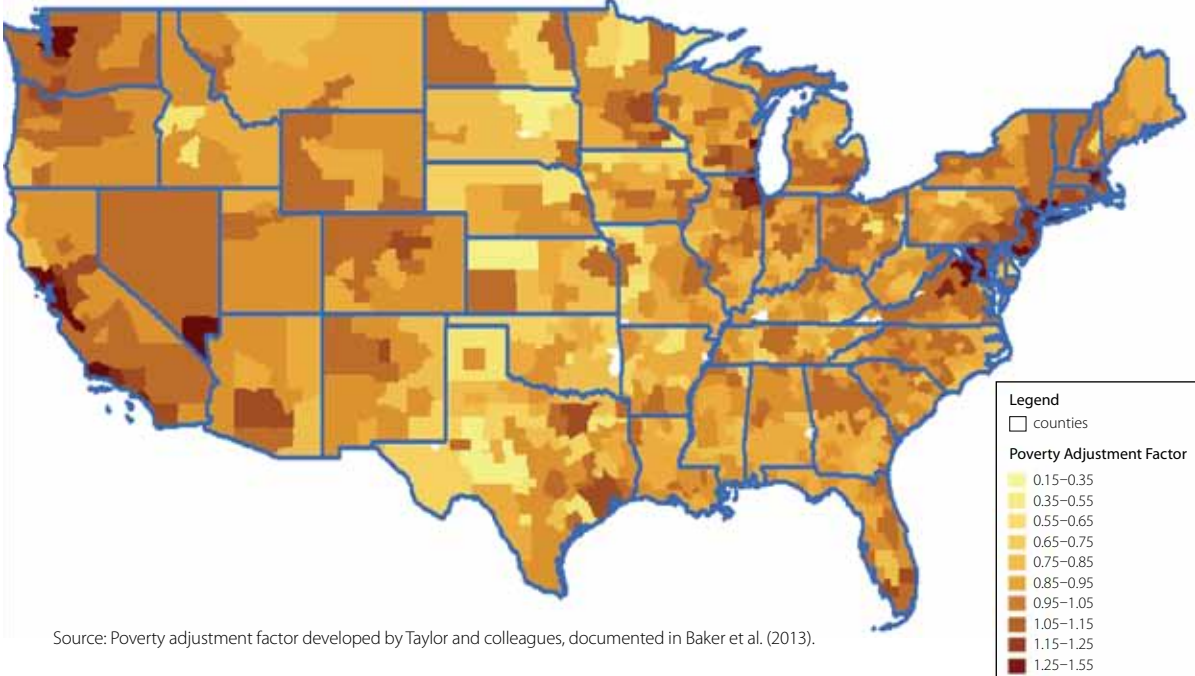 Legend
counties
Poverty Adjustment Factor
0.15–0.35
0.35–0.55
0.55–0.65
0.65–0.75
0.75–0.85
0.85–0.95
0.95–1.05
1.05–1.15
1.15–1.25
1.25–1.55
Source: Poverty adjustment factor developed by Taylor and colleagues, documented in Baker et al. (2013).